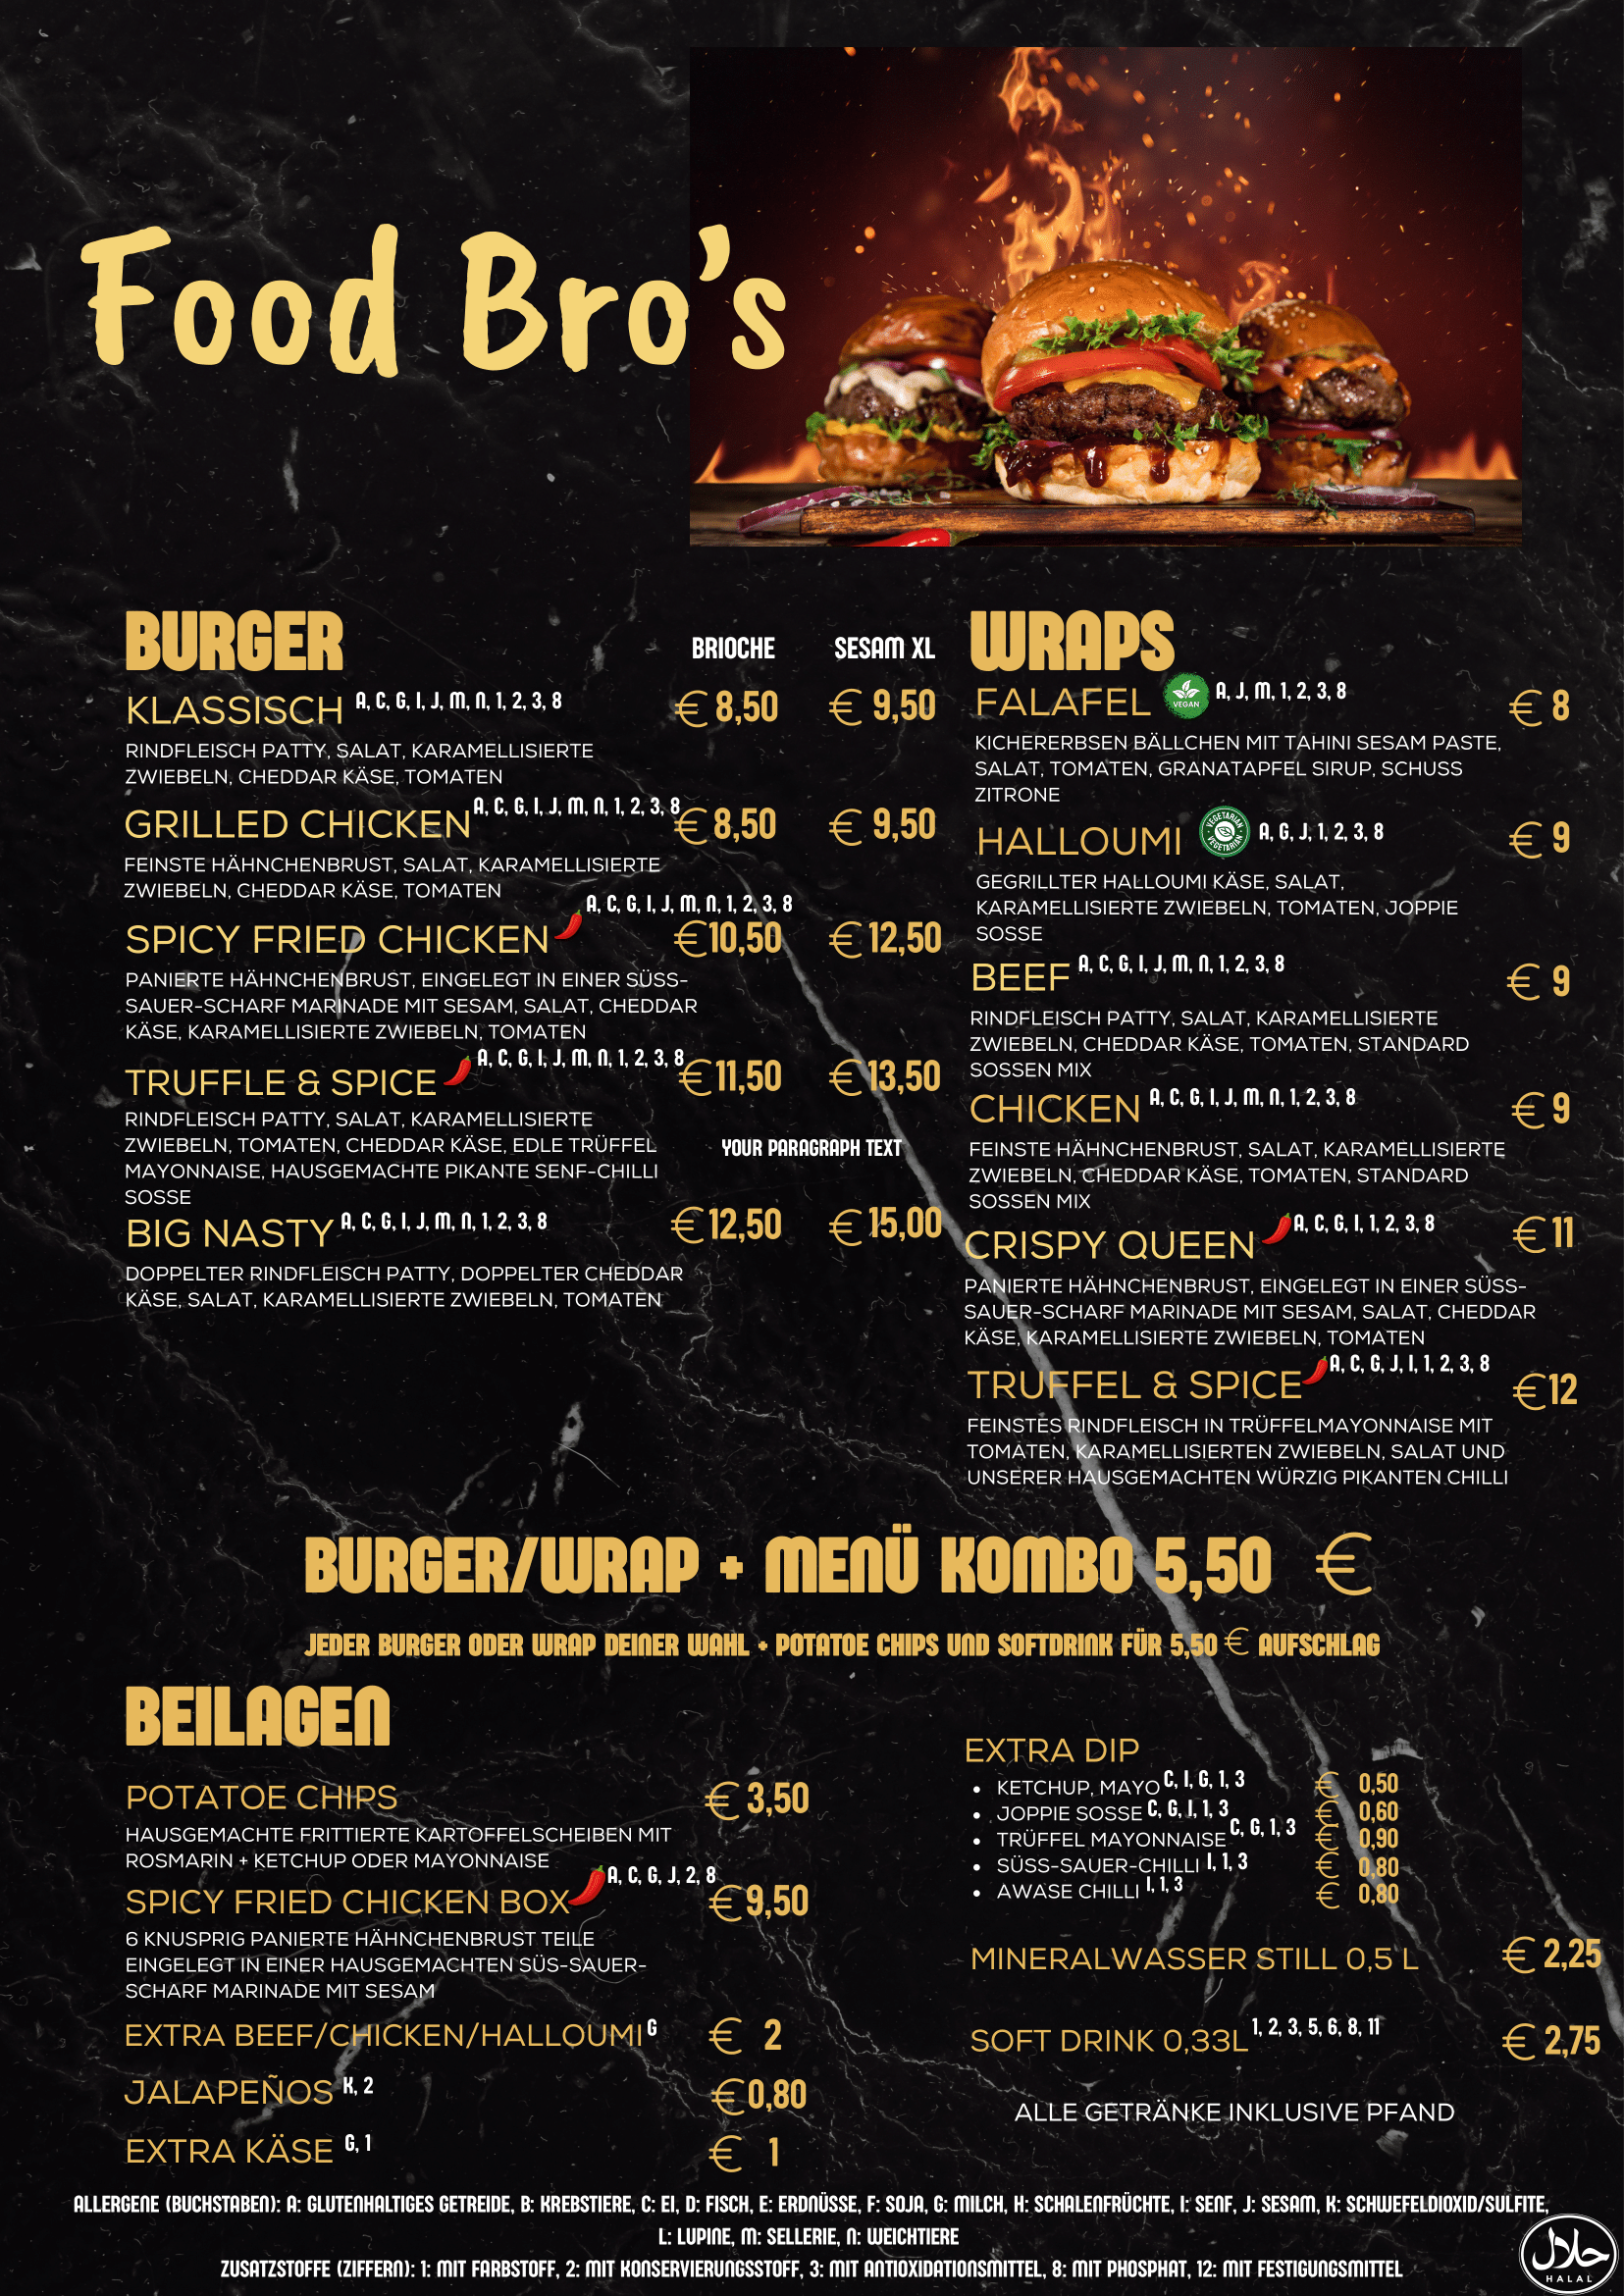 Food Bro's
BURGER
BRIOCHE
SESAM XL
KLASSISCH A, C, G, I, J, M, N, 1, 2, 3, 8
€ 8,50
€ 9,50
RINDFLEISCH PATTY, SALAT, KARAMELLISIERTE
ZWIEBELN, CHEDDAR KÄSE, TOMATEN
GRILLED CHICKEN A, C, G, I, J, M, N, 1, 2, 3, 8
€ 8,50
€ 9,50
FEINSTE HÄHNCHENBRUST, SALAT, KARAMELLISIERTE
ZWIEBELN, CHEDDAR KÄSE, TOMATEN
A, C, G, I, J, M, N, 1, 2, 3, 8
SPICY FRIED CHICKEN
€10,50
€ 12,50
PANIERTE HÄHNCHENBRUST, EINGELEGT IN EINER SÜSS-
SAUER-SCHARF MARINADE MIT SESAM, SALAT, CHEDDAR
KÄSE, KARAMELLISIERTE ZWIEBELN, TOMATEN
TRUFFLE & SPICE A, C, G, I, J, M, N, 1, 2, 3, 8
€ 11,50
€ 13,50
RINDFLEISCH PATTY, SALAT, KARAMELLISIERTE
ZWIEBELN, TOMATEN, CHEDDAR KÄSE, EDLE TRÜFFEL
MAYONNAISE, HAUSGEMACHTE PIKANTE SENF-CHILLI
SOSSE
YOUR PARAGRAPH TEXT
BIG NASTY A, C, G, I, J, M, N, 1, 2, 3, 8
€ 12,50
€ 15,00
DOPPELTER RINDFLEISCH PATTY, DOPPELTER CHEDDAR
KÄSE, SALAT, KARAMELLISIERTE ZWIEBELN, TOMATEN
WRAPS
FALAFEL VEGAN A, J, M, 1, 2, 3, 8
€ 8
KICHERERBSEN BÄLLCHEN MIT TAHINI SESAM PASTE,
SALAT, TOMATEN, GRANATAPFEL SIRUP, SCHUSS
ZITRONE
HALLOUMI VEGETARIAN VEGETARIAN A, G, J, 1, 2, 3, 8
€ 9
GEGRILLTER HALLOUMI KÄSE, SALAT,
KARAMELLISIERTE ZWIEBELN, TOMATEN, JOPPIE
SOSSE
BEEF A, C, G, I, J, M, N, 1, 2, 3, 8
€ 9
RINDFLEISCH PATTY, SALAT, KARAMELLISIERTE
ZWIEBELN, CHEDDAR KÄSE, TOMATEN, STANDARD
SOSSEN MIX
CHICKEN A, C, G, I, J, M, N, 1, 2, 3, 8
€ 9
FEINSTE HÄHNCHENBRUST, SALAT, KARAMELLISIERTE
ZWIEBELN, CHEDDAR KÄSE, TOMATEN, STANDARD
SOSSEN MIX
CRISPY QUEEN A, C, G, I, 1, 2, 3, 8
€ 11
PANIERTE HÄHNCHENBRUST, EINGELEGT IN EINER SÜSS-
SAUER-SCHARF MARINADE MIT SESAM, SALAT, CHEDDAR
KÄSE, KARAMELLISIERTE ZWIEBELN, TOMATEN
TRUFFEL & SPICE A, C, G, J, I, 1, 2, 3, 8
€12
FEINSTES RINDFLEISCH IN TRÜFFELMAYONNAISE MIT
TOMATEN, KARAMELLISIERTEN ZWIEBELN, SALAT UND
UNSERER HAUSGEMACHTEN WÜRZIG PIKANTEN CHILLI
BURGER/WRAP + MENÜ KOMBO 5,50 €
JEDER BURGER ODER WRAP DEINER WAHL + POTATOE CHIPS UND SOFTDRINK FÜR 5,50 € AUFSCHLAG
BEILAGEN
POTATOE CHIPS
€ 3,50
HAUSGEMACHTE FRITTIERTE KARTOFFELSCHEIBEN MIT
ROSMARIN + KETCHUP ODER MAYONNAISE
SPICY FRIED CHICKEN BOX A, C, G, J, 2, 8
€ 9,50
6 KNUSPRIG PANIERTE HÄHNCHENBRUST TEILE
EINGELEGT IN EINER HAUSGEMACHTEN SÜS-SAUER-
SCHARF MARINADE MIT SESAM
EXTRA BEEF/CHICKEN/HALLOUMI G
€ 2
JALAPEÑOS K, 2
€ 0,80
EXTRA KÄSE G, 1
€ 1
EXTRA DIP
• KETCHUP, MAYO C, I, G, 1, 3 € 0,50
• JOPPIE SOSSE C, G, I, 1, 3 € 0,60
• TRÜFFEL MAYONNAISE C, G, 1, 3 € 0,90
• SÜSS-SAUER-CHILLI I, 1, 3 € 0,80
• AWASE CHILLI I, 1, 3 € 0,80
MINERALWASSER STILL 0,5 L
€ 2,25
SOFT DRINK 0,33L 1, 2, 3, 5, 6, 8, 11
€ 2,75
ALLE GETRÄNKE INKLUSIVE PFAND
ALLERGENE (BUCHSTABEN): A: GLUTENHALTIGES GETREIDE, B: KREBSTIERE, C: EI, D: FISCH, E: ERDNÜSSE, F: SOJA, G: MILCH, H: SCHALENFRÜCHTE, I: SENF, J: SESAM, K: SCHWEFELDIOXID/SULFITE,
L: LUPINE, M: SELLERIE, N: WEICHTIERE
ZUSATZSTOFFE (ZIFFERN): 1: MIT FARBSTOFF, 2: MIT KONSERVIERUNGSSTOFF, 3: MIT ANTIOXIDATIONSMITTEL, 8: MIT PHOSPHAT, 12: MIT FESTIGUNGSMITTEL
حلال
HALAL